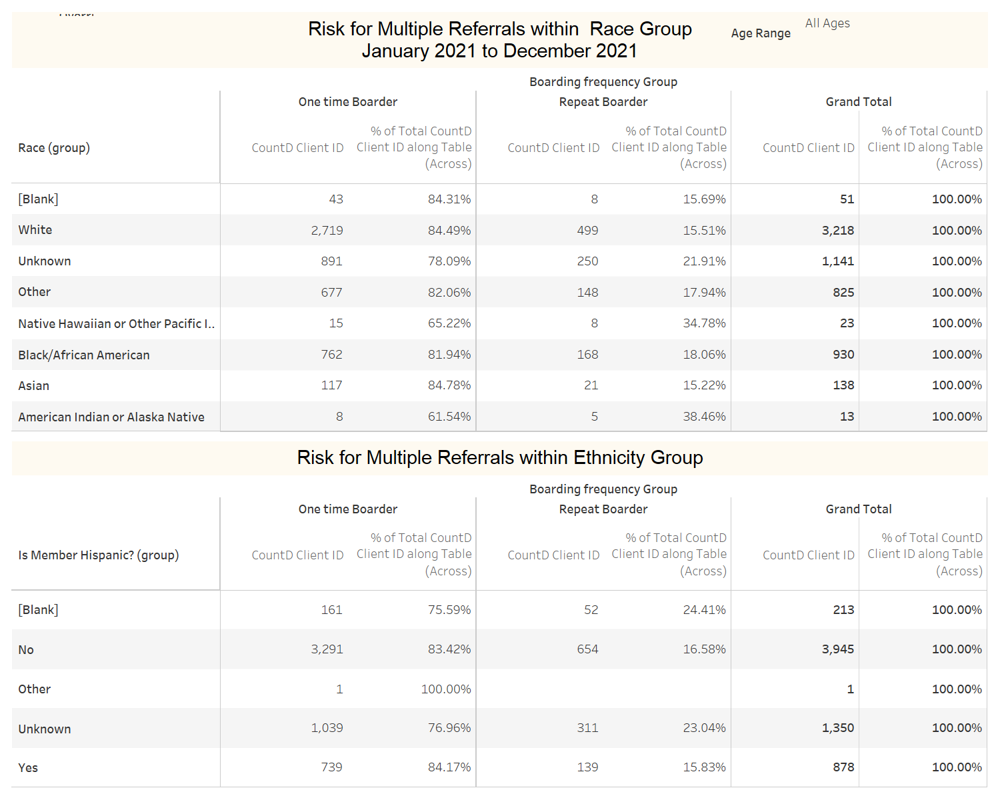 Risk for Multiple Referrals within Race Group
January 2021 to December 2021
Age Range
All Ages
Boarding frequency Group
One time Boarder Repeat Boarder Grand Total
Race (group) CountD Client ID % of Total CountD Client ID along Table (Across) CountD Client ID % of Total CountD Client ID along Table (Across) CountD Client ID % of Total CountD Client ID along Table (Across)
[Blank] 43 84.31% 8 15.69% 51 100.00%
White 2,719 84.49% 499 15.51% 3,218 100.00%
Unknown 891 78.09% 250 21.91% 1,141 100.00%
Other 677 82.06% 148 17.94% 825 100.00%
Native Hawaiian or Other Pacific I.. 15 65.22% 8 34.78% 23 100.00%
Black/African American 762 81.94% 168 18.06% 930 100.00%
Asian 117 84.78% 21 15.22% 138 100.00%
American Indian or Alaska Native 8 61.54% 5 38.46% 13 100.00%
Risk for Multiple Referrals within Ethnicity Group
Boarding frequency Group
One time Boarder Repeat Boarder Grand Total
Is Member Hispanic? (group) CountD Client ID % of Total CountD Client ID along Table (Across) CountD Client ID % of Total CountD Client ID along Table (Across) CountD Client ID % of Total CountD Client ID along Table (Across)
[Blank] 161 75.59% 52 24.41% 213 100.00%
No 3,291 83.42% 654 16.58% 3,945 100.00%
Other 1 100.00% 1 100.00%
Unknown 1,039 76.96% 311 23.04% 1,350 100.00%
Yes 739 84.17% 139 15.83% 878 100.00%